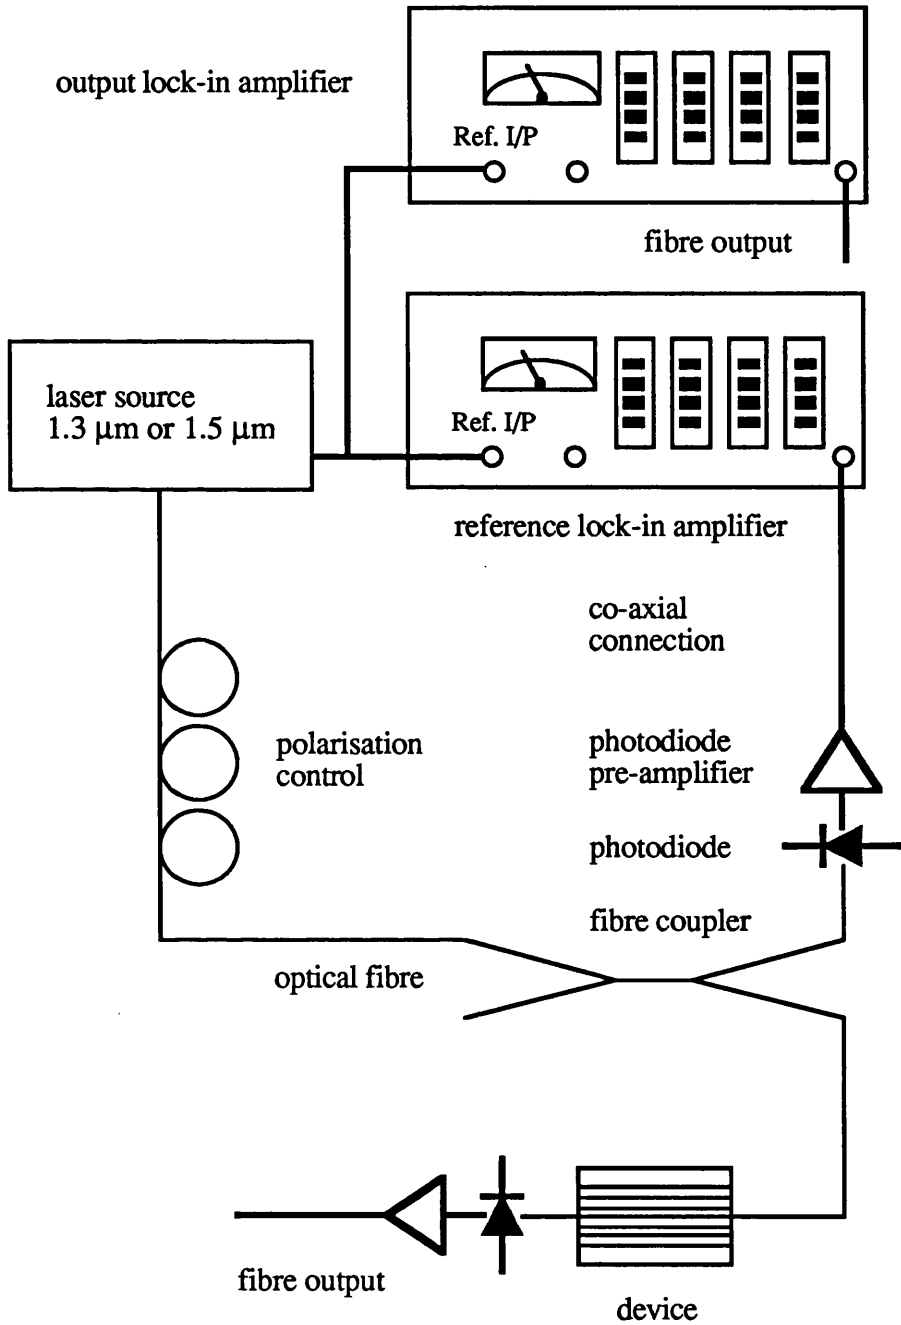 output lock-in amplifier
Ref. I/P
fibre output
laser source
1.3 μm or 1.5 μm
Ref. I/P
reference lock-in amplifier
co-axial
connection
polarisation
control
photodiode
pre-amplifier
photodiode
fibre coupler
optical fibre
fibre output
device